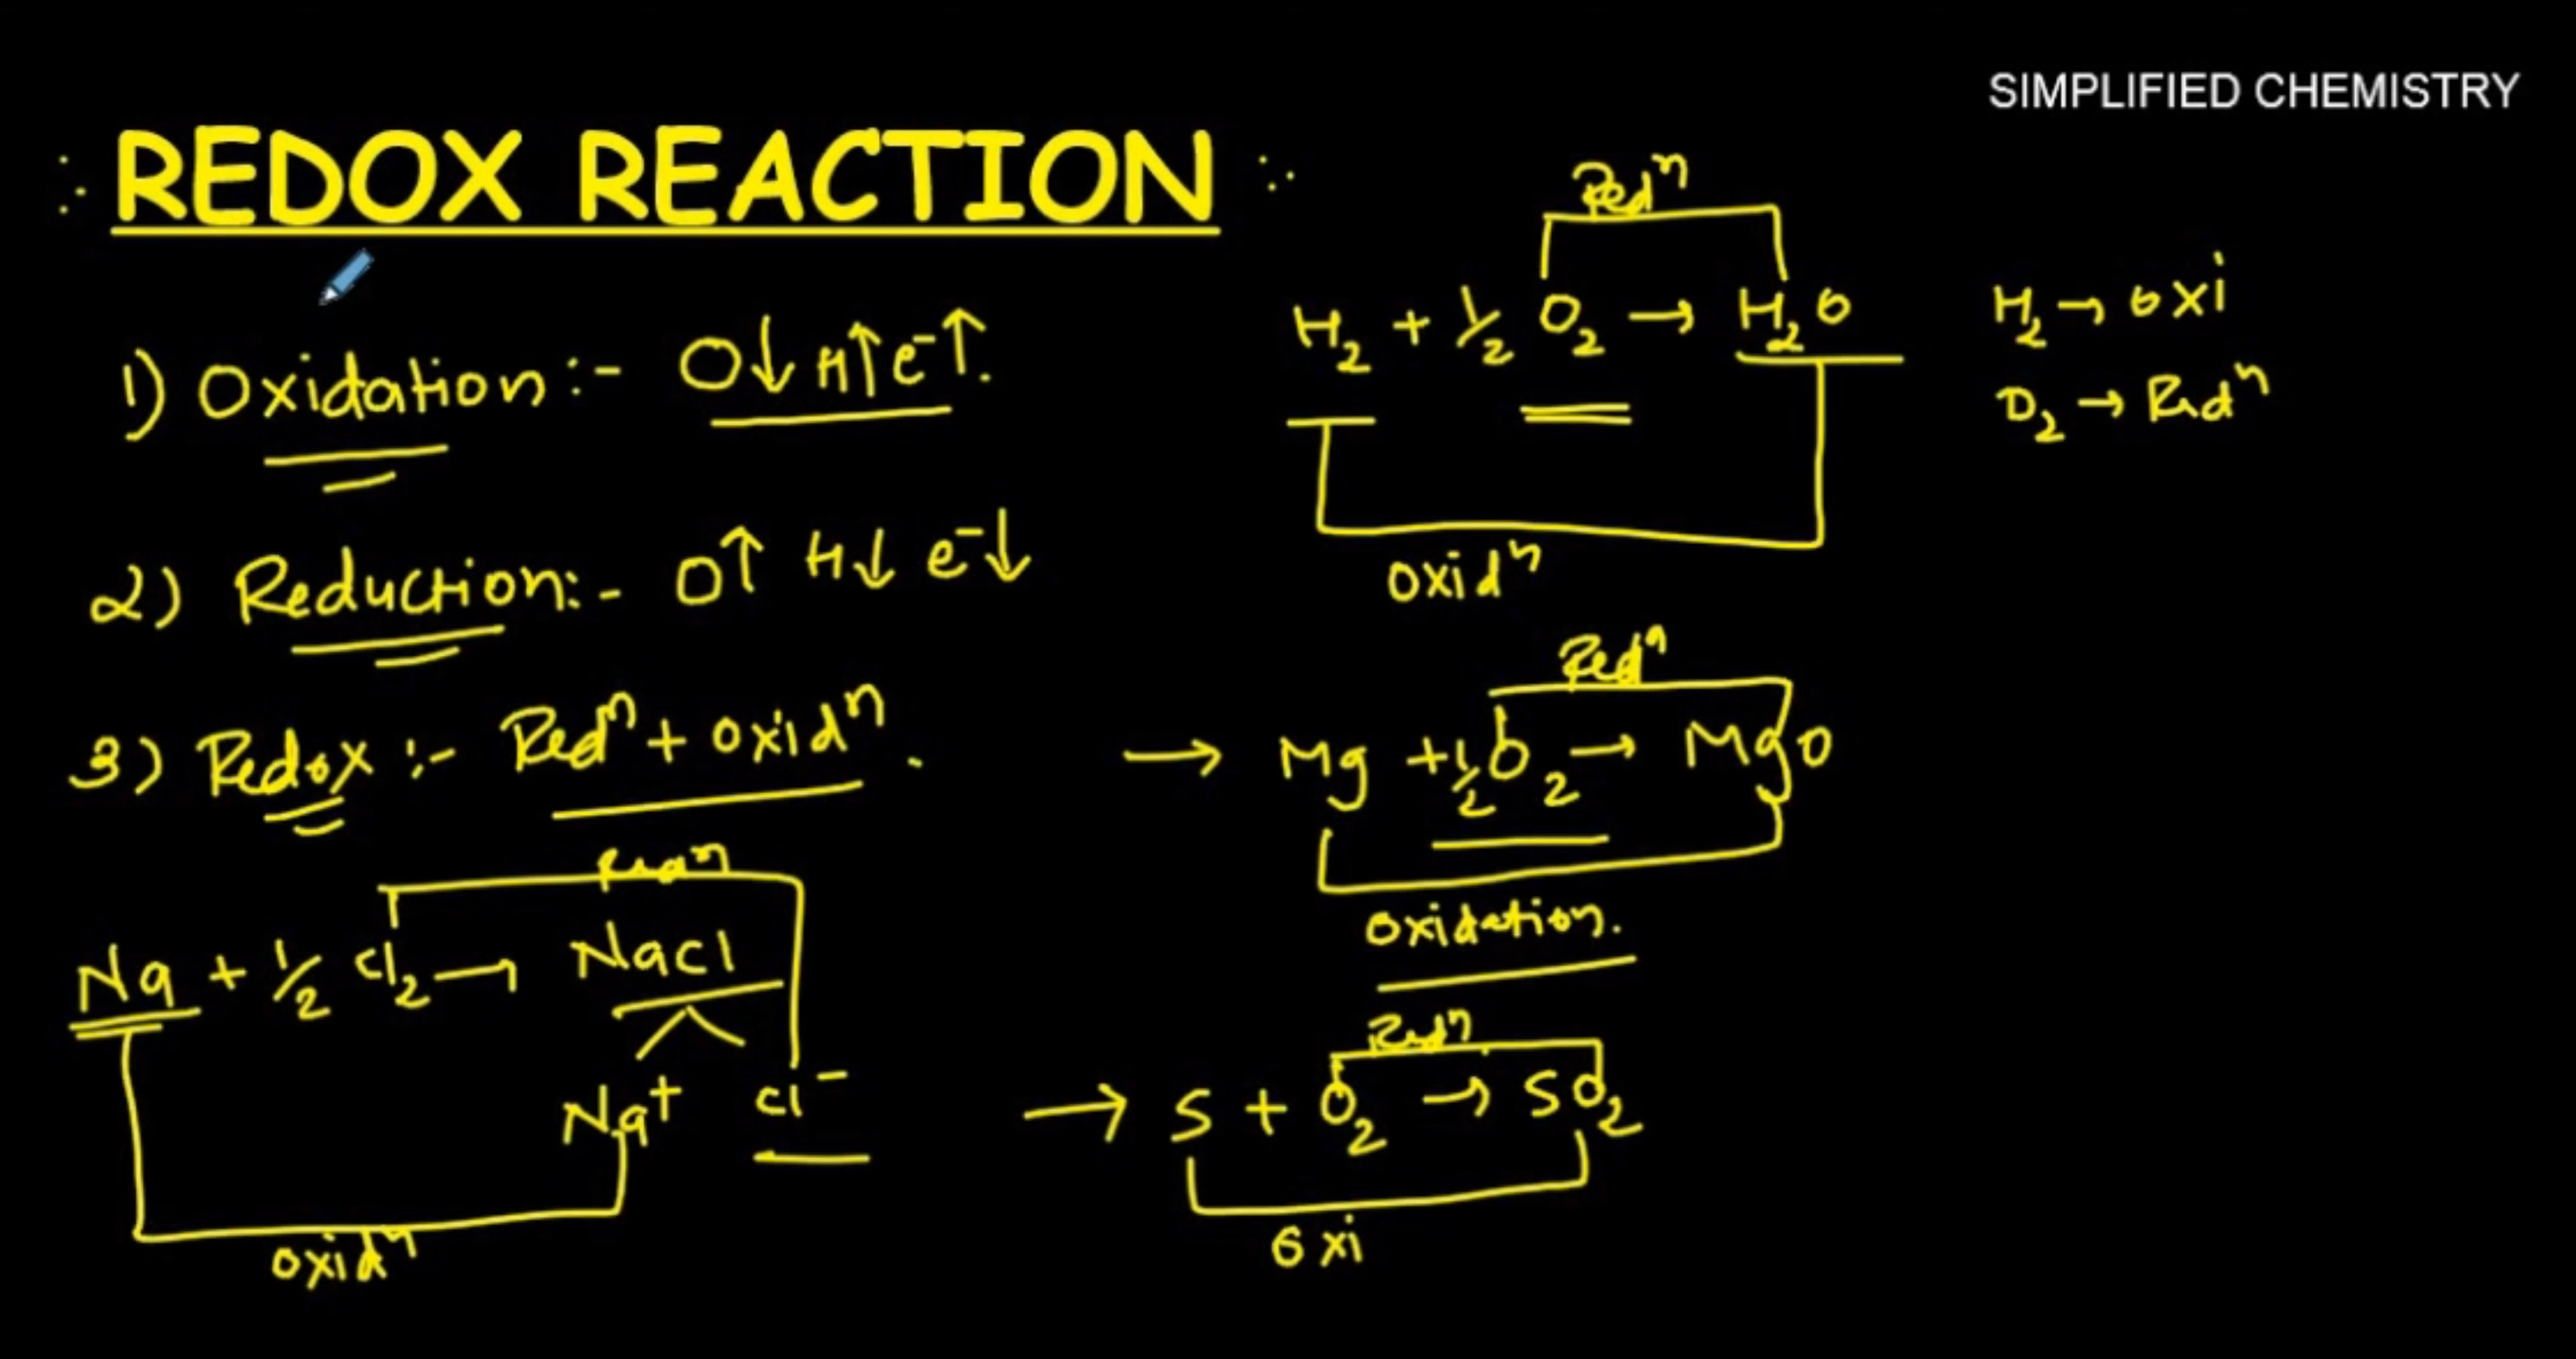 SIMPLIFIED CHEMISTRY
REDOX REACTION
1) Oxidation :- O↓ H↑ e⁻↑.
2) Reduction :- O↑ H↓ e⁻↓
3) Redox :- Redⁿ + oxidⁿ.
Redⁿ
Na + 1/2 Cl₂ → NaCl
Na⁺ Cl⁻
oxidⁿ
Redⁿ
H₂ + 1/2 O₂ → H₂O
oxidⁿ
H₂ → oxi
O₂ → Redⁿ
Redⁿ
→ Mg + 1/2 O₂ → MgO
oxidation.
Redⁿ
→ S + O₂ → SO₂
oxi